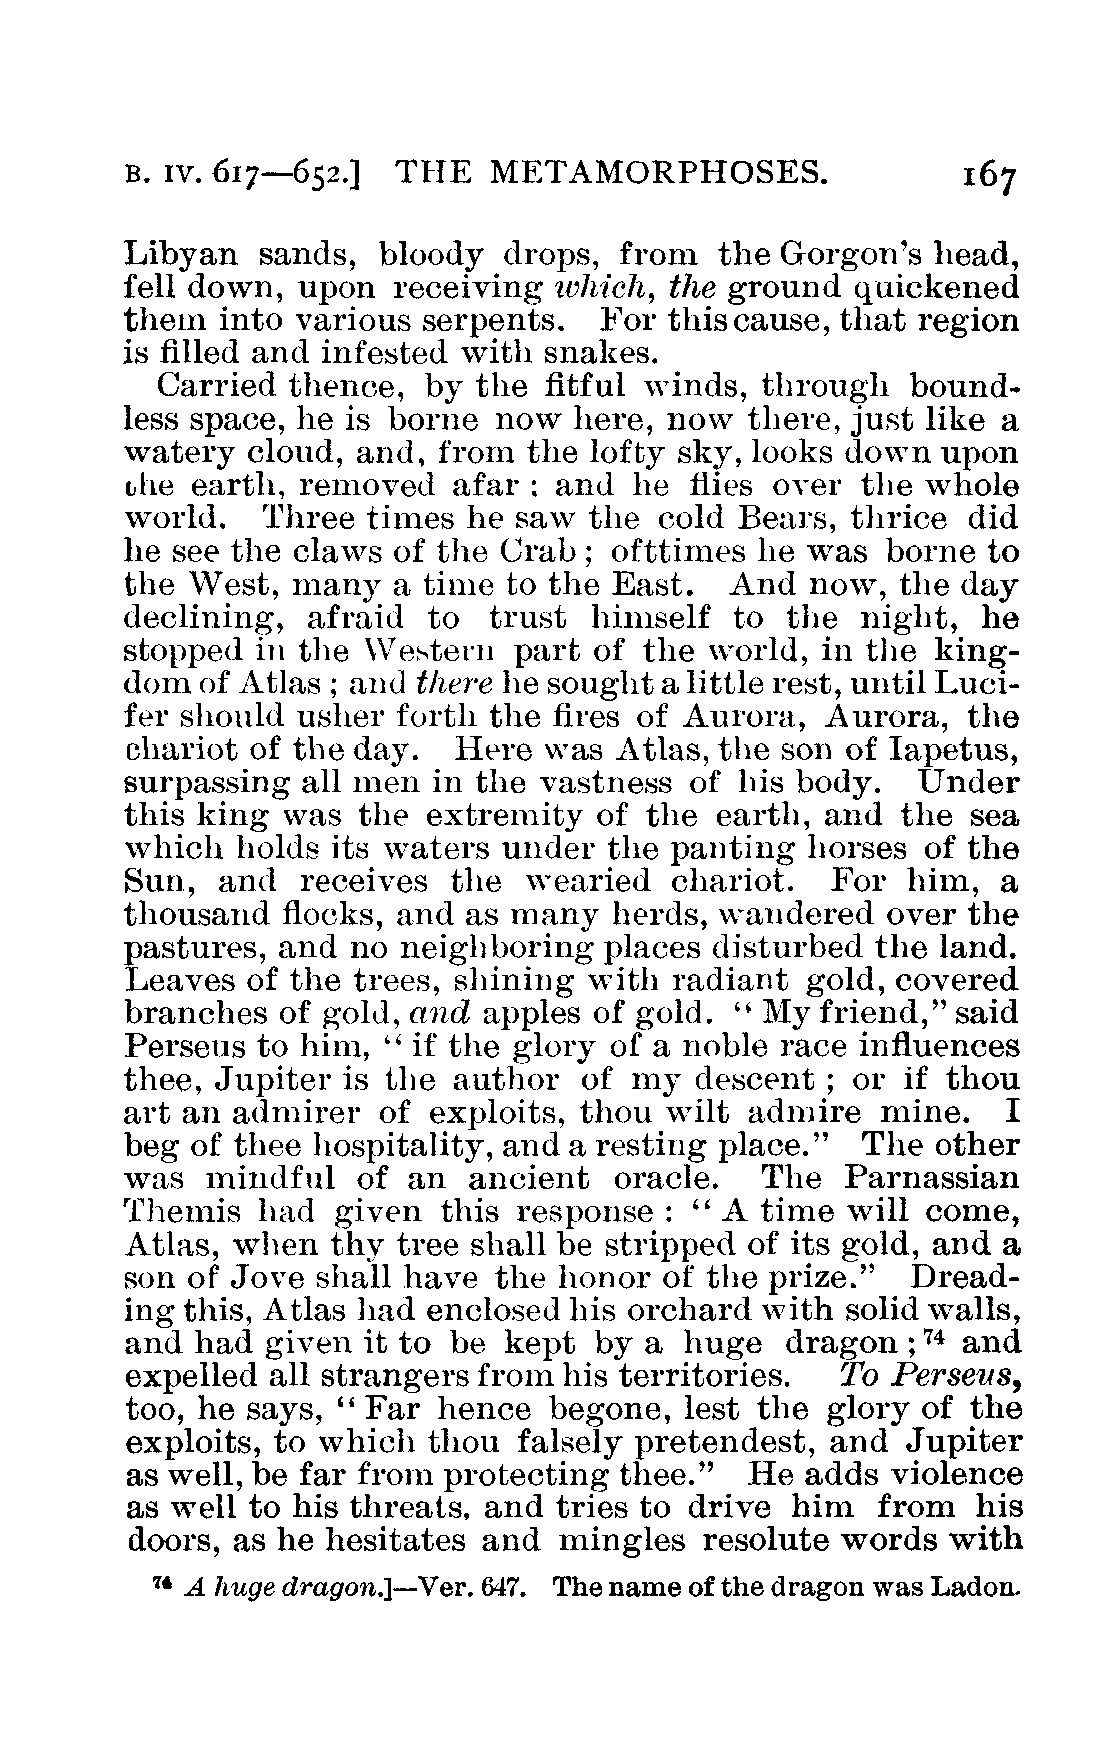 B. IV. 617—652.] THE METAMORPHOSES. 167
Libyan sands, bloody drops, from the Gorgon's head,
fell down, upon receiving which, the ground quickened
them into various serpents. For this cause, that region
is filled and infested with snakes.
Carried thence, by the fitful winds, through bound-
less space, he is borne now here, now there, just like a
watery cloud, and, from the lofty sky, looks down upon
the earth, removed afar : and he flies over the whole
world. Three times he saw the cold Bears, thrice did
he see the claws of the Crab ; ofttimes he was borne to
the West, many a time to the East. And now, the day
declining, afraid to trust himself to the night, he
stopped in the Western part of the world, in the king-
dom of Atlas ; and there he sought a little rest, until Luci-
fer should usher forth the fires of Aurora, Aurora, the
chariot of the day. Here was Atlas, the son of Iapetus,
surpassing all men in the vastness of his body. Under
this king was the extremity of the earth, and the sea
which holds its waters under the panting horses of the
Sun, and receives the wearied chariot. For him, a
thousand flocks, and as many herds, wandered over the
pastures, and no neighboring places disturbed the land.
Leaves of the trees, shining with radiant gold, covered
branches of gold, and apples of gold. “ My friend,” said
Perseus to him, “ if the glory of a noble race influences
thee, Jupiter is the author of my descent ; or if thou
art an admirer of exploits, thou wilt admire mine. I
beg of thee hospitality, and a resting place.” The other
was mindful of an ancient oracle. The Parnassian
Themis had given this response : “ A time will come,
Atlas, when thy tree shall be stripped of its gold, and a
son of Jove shall have the honor of the prize.” Dread-
ing this, Atlas had enclosed his orchard with solid walls,
and had given it to be kept by a huge dragon ;74 and
expelled all strangers from his territories. To Perseus,
too, he says, “ Far hence begone, lest the glory of the
exploits, to which thou falsely pretendest, and Jupiter
as well, be far from protecting thee.” He adds violence
as well to his threats, and tries to drive him from his
doors, as he hesitates and mingles resolute words with
74 A huge dragon.]—Ver. 647. The name of the dragon was Ladon.